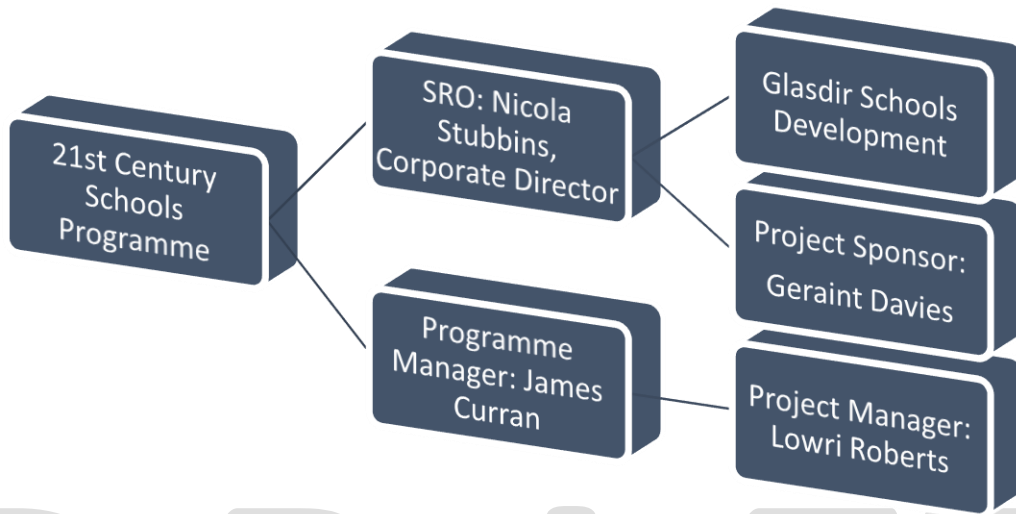 21st Century
Schools
Programme
SRO: Nicola
Stubbins,
Corporate Director
Programme
Manager: James
Curran
Glasdir Schools
Development
Project Sponsor:
Geraint Davies
Project Manager:
Lowri Roberts